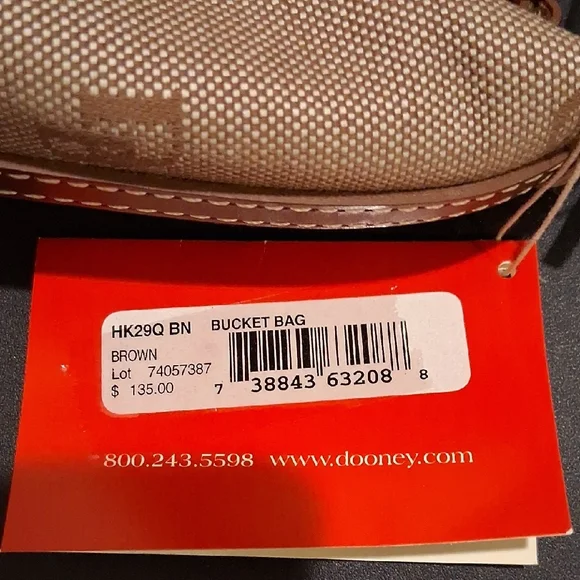 HK29Q BN BUCKET BAG
BROWN
Lot 74057387
$ 135.00
7 38843 63208 8
800.243.5598 www.dooney.com